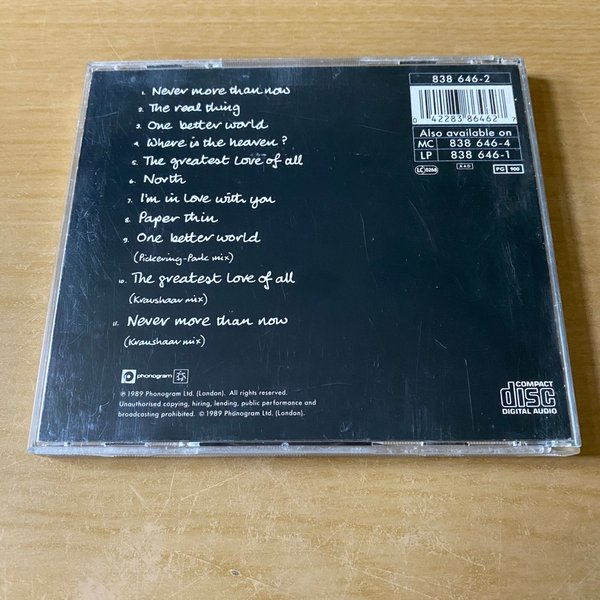 1. Never more than now
2. The real thing
3. One better world
4. Where is the heaven?
5. The greatest love of all
6. North
7. I'm in love with you
8. Paper thin
9. One better world
(Pickering-Park mix)
10. The greatest love of all
(Kraushaar mix)
11. Never more than now
(Kraushaar mix)
phonogram
℗ 1989 Phonogram Ltd. (London). All rights reserved.
Unauthorised copying, hiring, lending, public performance and
broadcasting prohibited. © 1989 Phonogram Ltd. (London).
838 646-2
0 42283 86462 7
Also available on
MC 838 646-4
LP 838 646-1
LC 0268
PG 900
COMPACT
disc
DIGITAL AUDIO